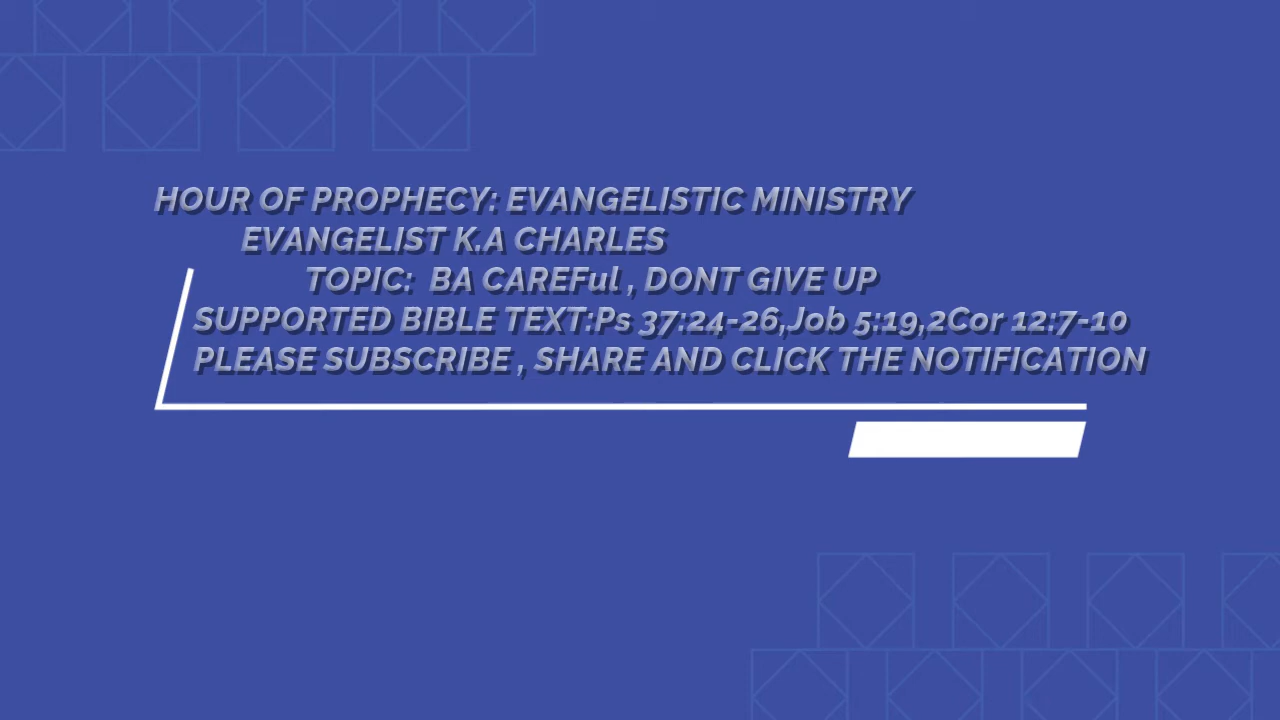 HOUR OF PROPHECY: EVANGELISTIC MINISTRY
EVANGELIST K.A CHARLES
TOPIC: BA CAREFul , DONT GIVE UP
SUPPORTED BIBLE TEXT:Ps 37:24-26,Job 5:19,2Cor 12:7-10
PLEASE SUBSCRIBE , SHARE AND CLICK THE NOTIFICATION